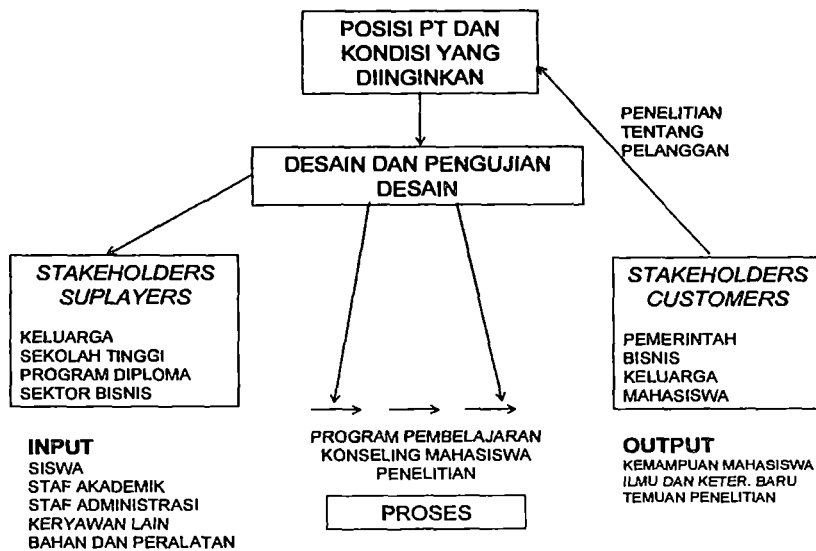 POSISI PT DAN
KONDISI YANG
DIINGINKAN
PENELITIAN
TENTANG
PELANGGAN
DESAIN DAN PENGUJIAN
DESAIN
STAKEHOLDERS
SUPLAYERS
KELUARGA
SEKOLAH TINGGI
PROGRAM DIPLOMA
SEKTOR BISNIS
STAKEHOLDERS
CUSTOMERS
PEMERINTAH
BISNIS
KELUARGA
MAHASISWA
INPUT
SISWA
STAF AKADEMIK
STAF ADMINISTRASI
KERYAWAN LAIN
BAHAN DAN PERALATAN
PROGRAM PEMBELAJARAN
KONSELING MAHASISWA
PENELITIAN
PROSES
OUTPUT
KEMAMPUAN MAHASISWA
ILMU DAN KETER. BARU
TEMUAN PENELITIAN